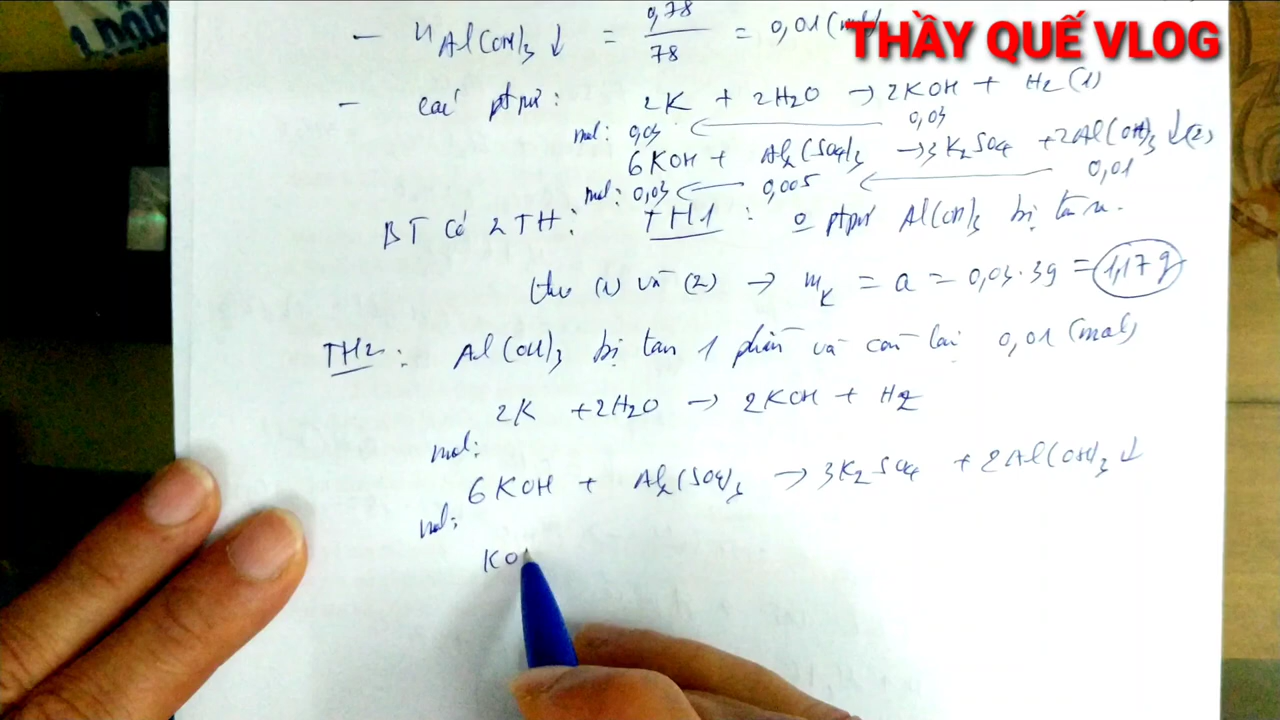 THẦY QUẾ VLOG
- nAl(OH)3 ↓ = 0,78 / 78 = 0,01 (mol)
- các ptpư: 2K + 2H2O → 2KOH + H2 (1)
mol: 0,03 ← 0,03
6KOH + Al2(SO4)3 → 3K2SO4 + 2Al(OH)3 ↓ (2)
mol: 0,03 ← 0,005 ← 0,01
BT có 2 TH: TH1: o ptpư Al(OH)3 bị tan.
theo (1) và (2) → mK = a = 0,03.39 = 1,17 g
TH2: Al(OH)3 bị tan 1 phần và còn lại 0,01 (mol)
2K + 2H2O → 2KOH + H2
mol:
6KOH + Al2(SO4)3 → 3K2SO4 + 2Al(OH)3 ↓
mol:
KO